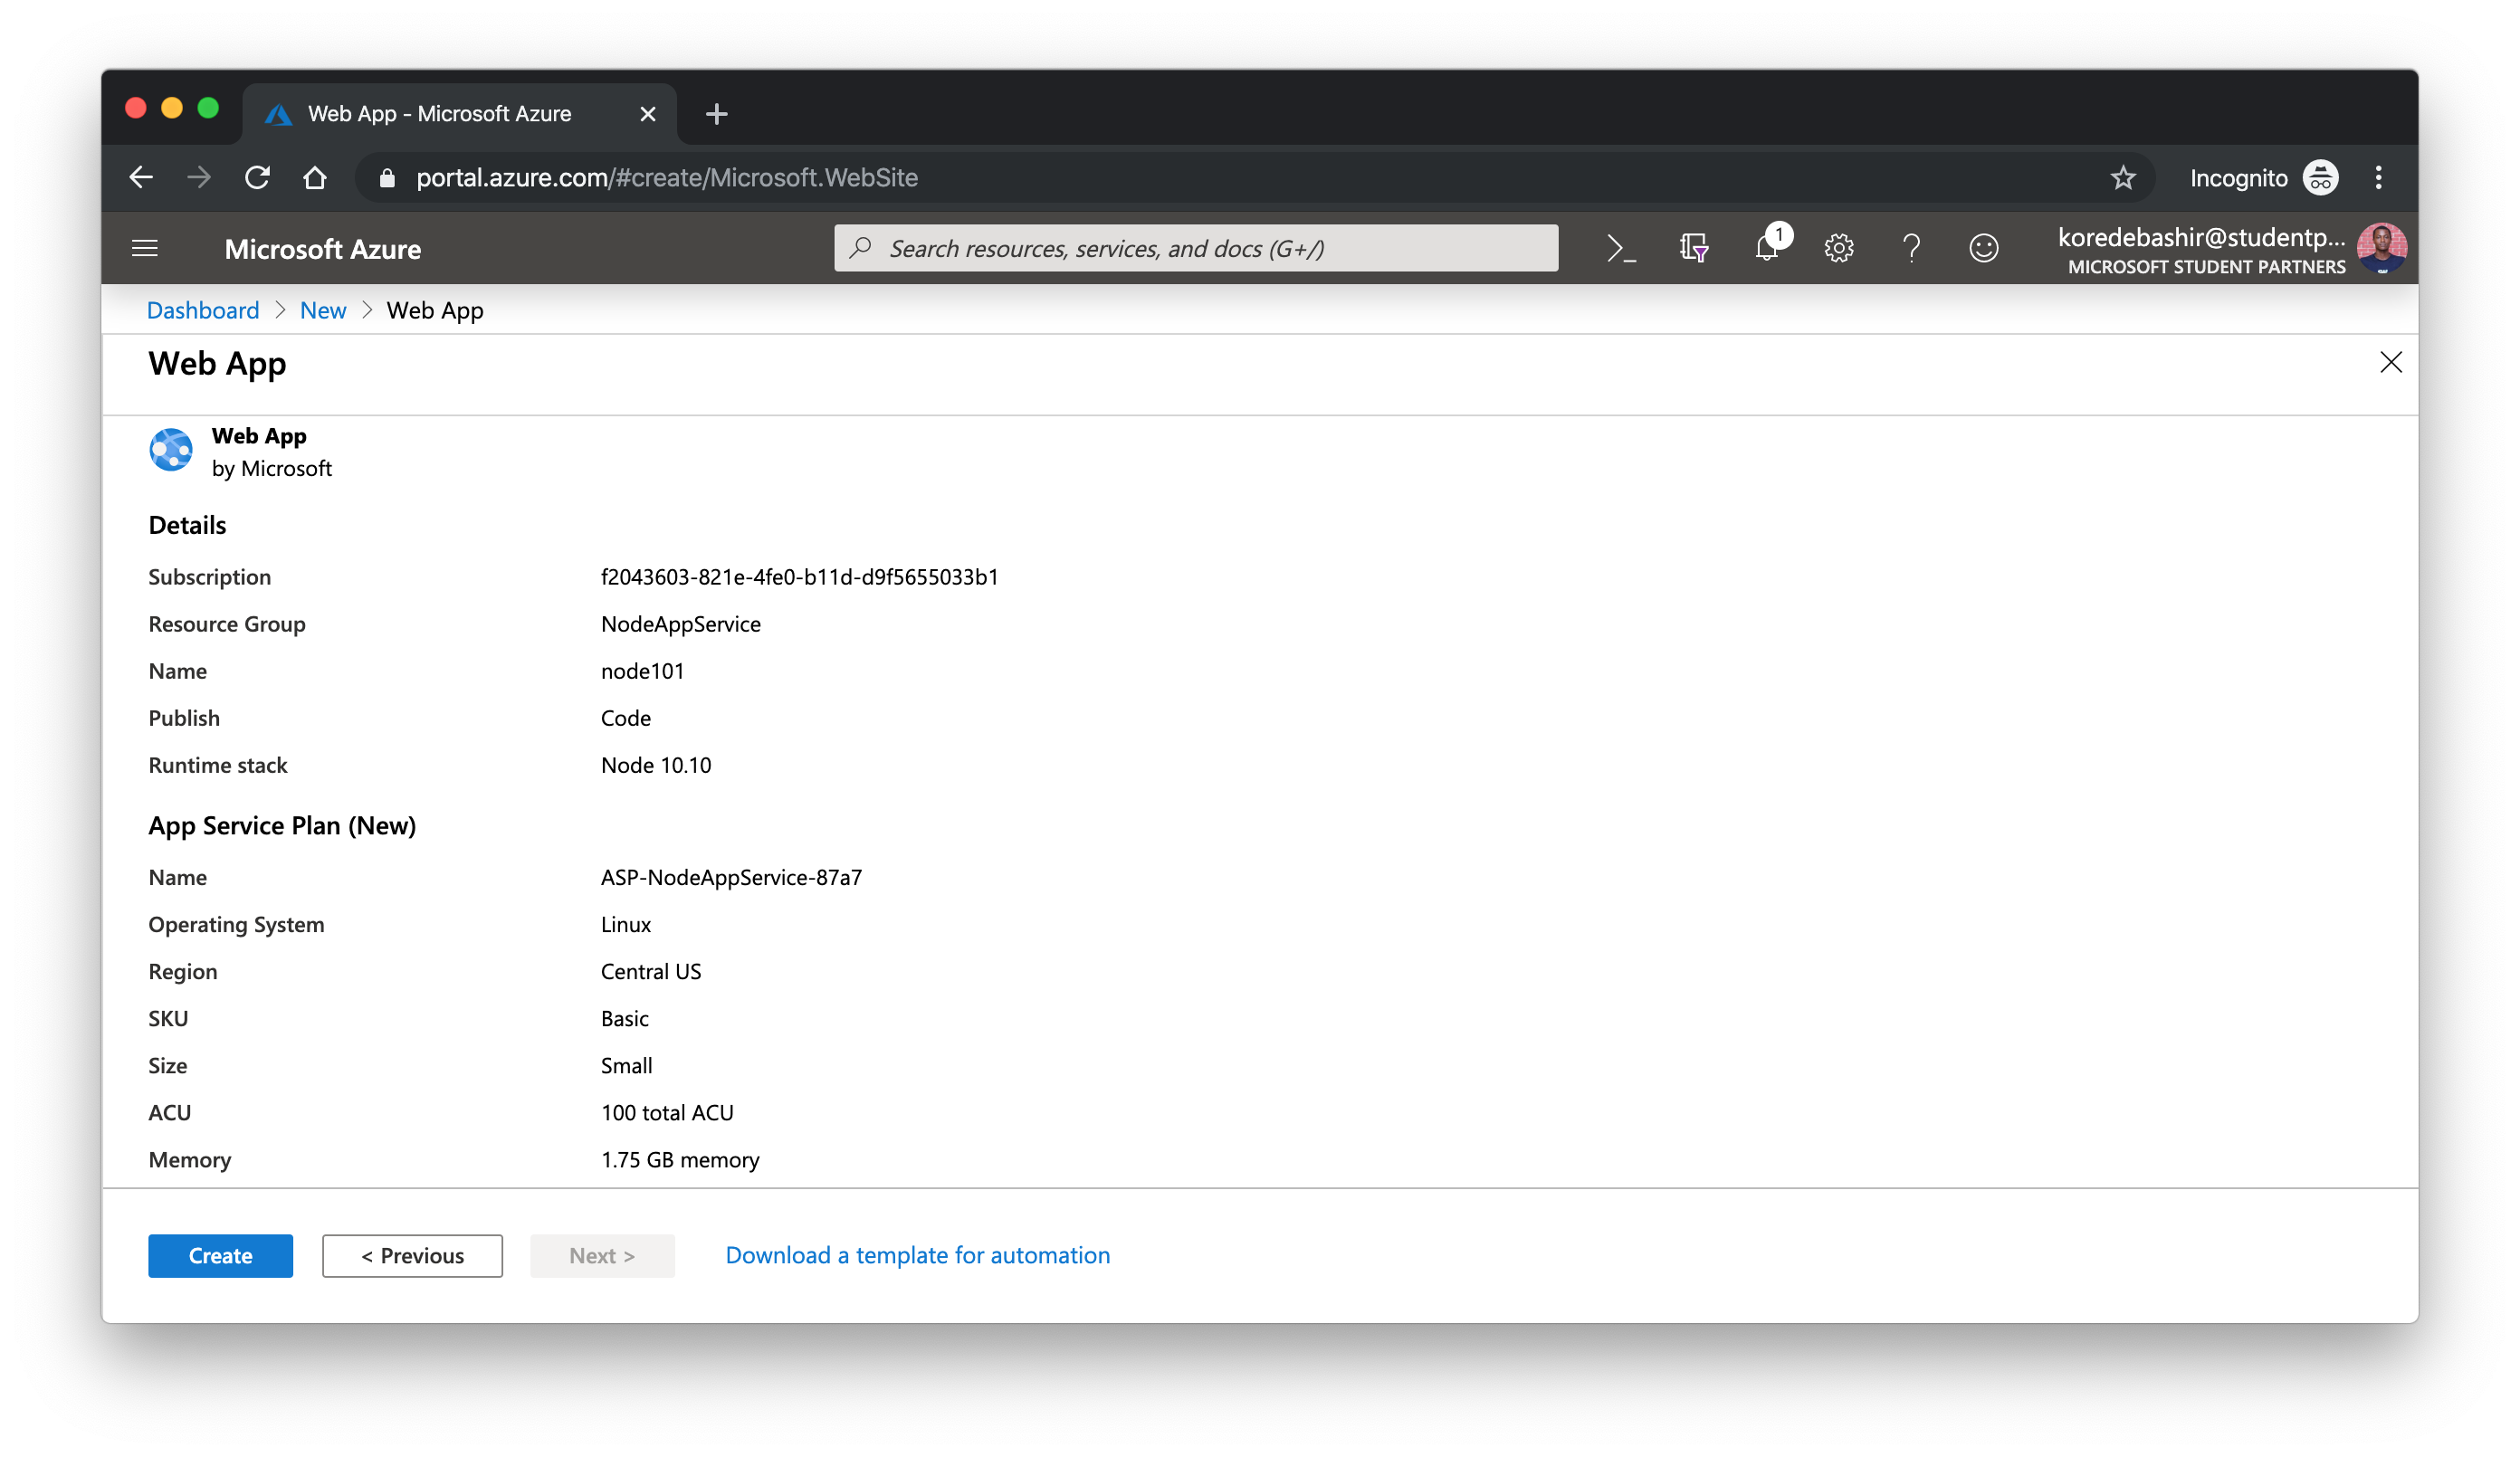 Web App - Microsoft Azure
portal.azure.com/#create/Microsoft.WebSite
Incognito
Microsoft Azure
Search resources, services, and docs (G+/)
1
koredebashir@studentp...
MICROSOFT STUDENT PARTNERS
Dashboard > New > Web App
Web App
Web App
by Microsoft
Details
Subscription f2043603-821e-4fe0-b11d-d9f5655033b1
Resource Group NodeAppService
Name node101
Publish Code
Runtime stack Node 10.10
App Service Plan (New)
Name ASP-NodeAppService-87a7
Operating System Linux
Region Central US
SKU Basic
Size Small
ACU 100 total ACU
Memory 1.75 GB memory
Create < Previous Next > Download a template for automation